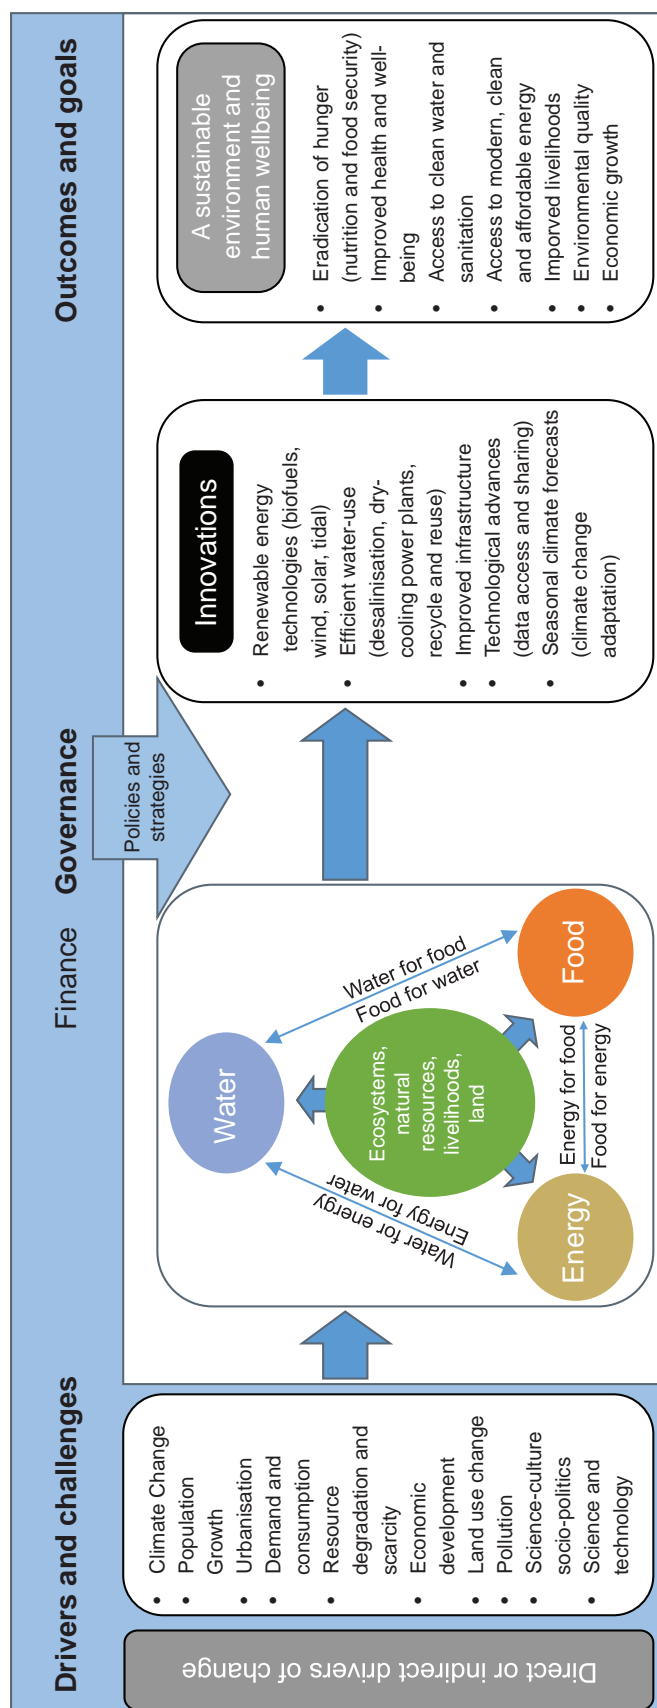 Drivers and challenges
Finance
Governance
Outcomes and goals
Direct or indirect drivers of change
• Climate Change
• Population
Growth
• Urbanisation
• Demand and
consumption
• Resource
degradation and
scarcity
• Economic
development
• Land use change
• Pollution
• Science-culture
socio-politics
• Science and
technology
Water
Water for energy
Energy for water
Water for food
Food for water
Ecosystems,
natural
resources,
livelihoods,
land
Energy
Energy for food
Food for energy
Food
Policies and
strategies
Innovations
• Renewable energy
technologies (biofuels,
wind, solar, tidal)
• Efficient water-use
(desalinisation, dry-
cooling power plants,
recycle and reuse)
• Improved infrastructure
• Technological advances
(data access and sharing)
• Seasonal climate forecasts
(climate change
adaptation)
A sustainable
environment and
human wellbeing
• Eradication of hunger
(nutrition and food security)
• Improved health and well-
being
• Access to clean water and
sanitation
• Access to modern, clean
and affordable energy
• Imporved livelihoods
• Environmental quality
• Economic growth